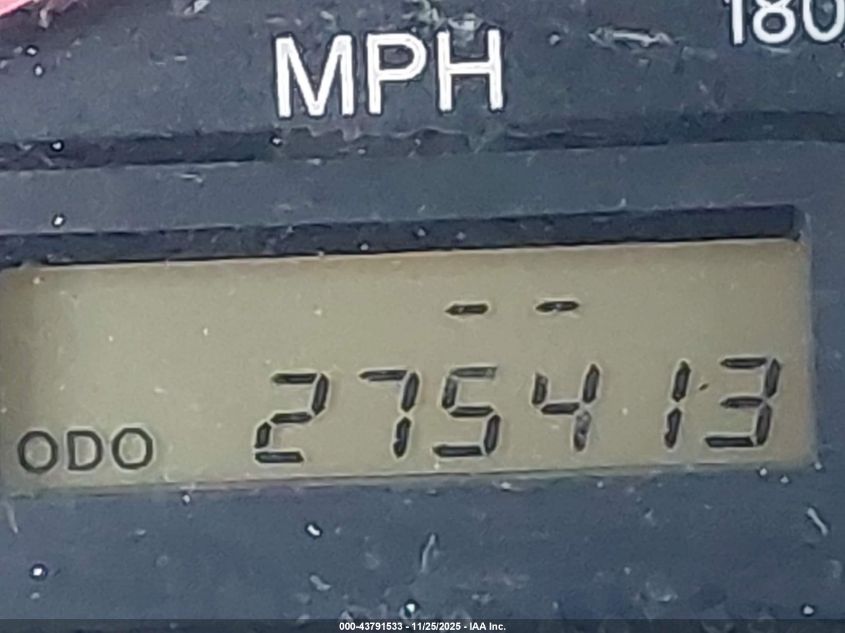 180
MPH
- -
ODO 275413
000-43791533 - 11/25/2025 - IAA Inc.